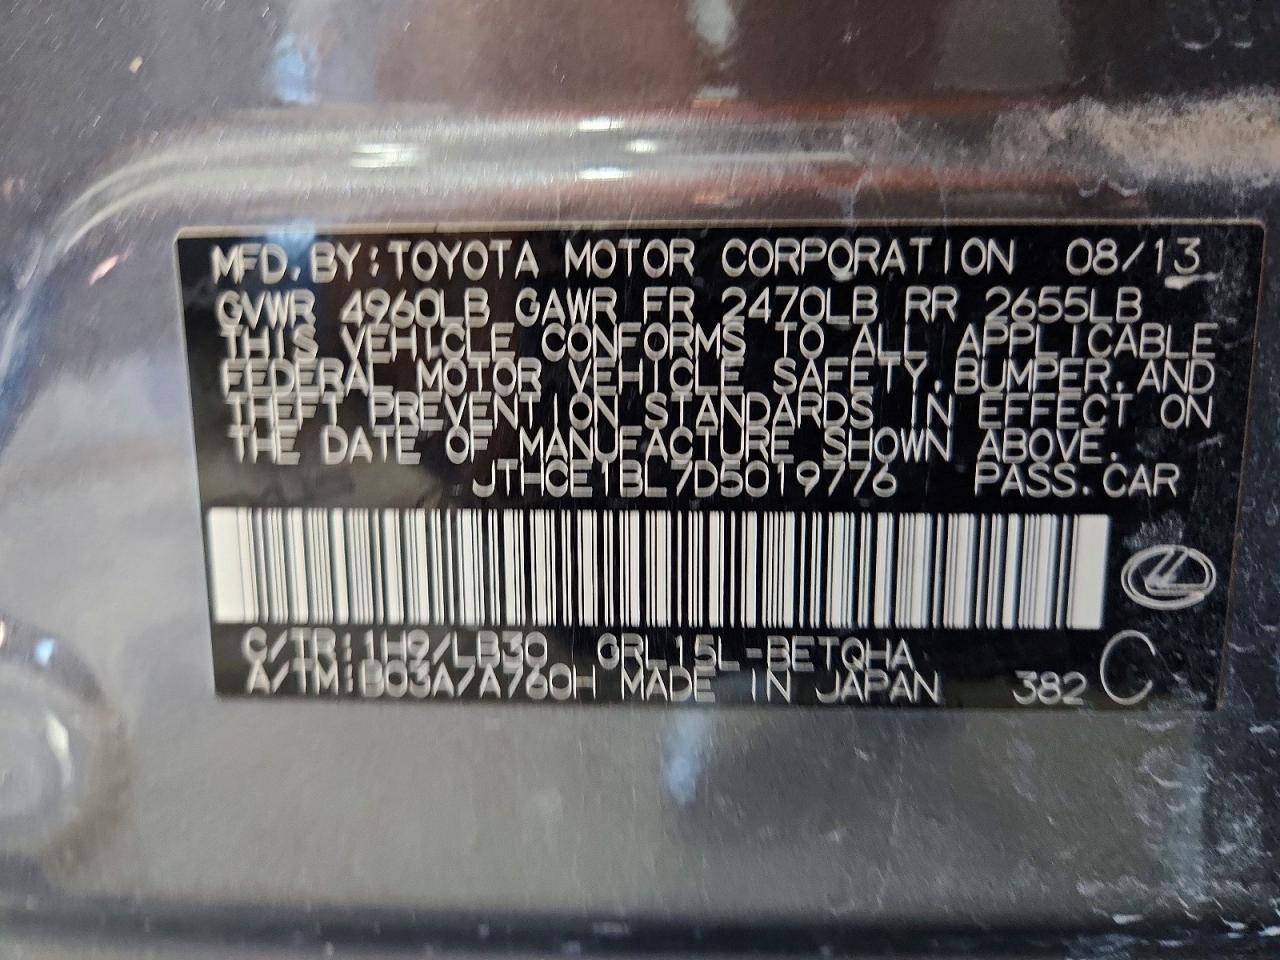 MFD.BY:TOYOTA MOTOR CORPORATION 08/13
GVWR 4960LB GAWR FR 2470LB RR 2655LB
THIS VEHICLE CONFORMS TO ALL APPLICABLE
FEDERAL MOTOR VEHICLE SAFETY,BUMPER,AND
THEFT PREVENTION STANDARDS IN EFFECT ON
THE DATE OF MANUFACTURE SHOWN ABOVE.
JTHCE1BL7D5019776 PASS.CAR
C/TR:1H9/LB30 GRL15L-BETQHA
A/TM:B03A/A760H MADE IN JAPAN 382 C